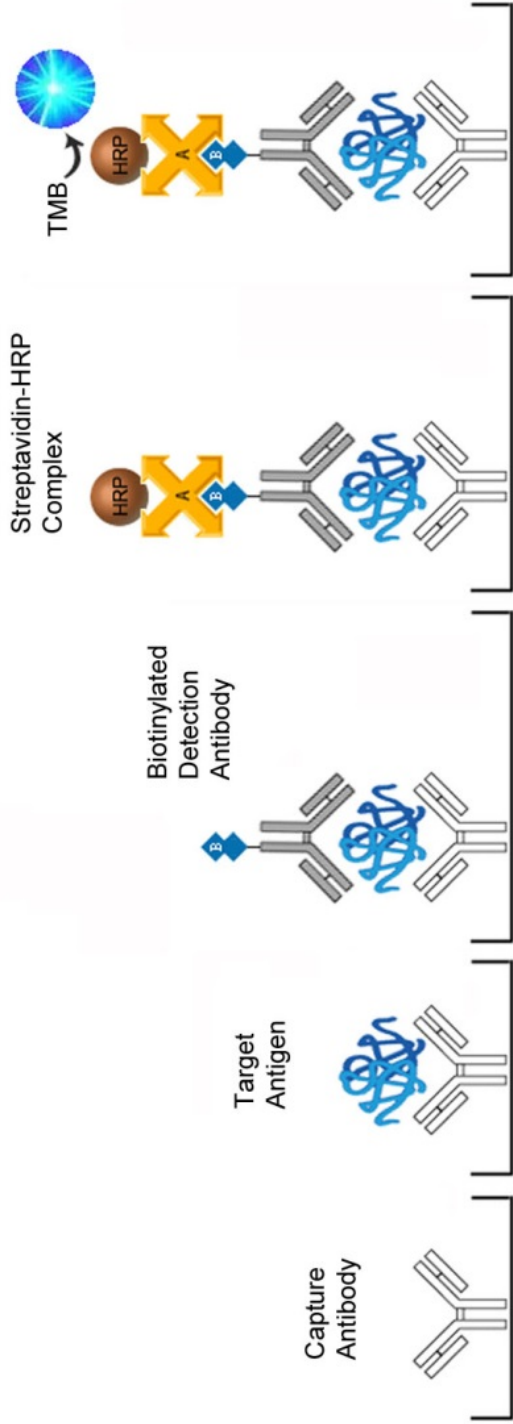 Capture
Antibody
Target
Antigen
Biotinylated
Detection
Antibody
B
Streptavidin-HRP
Complex
HRP
A
B
TMB
HRP
A
B